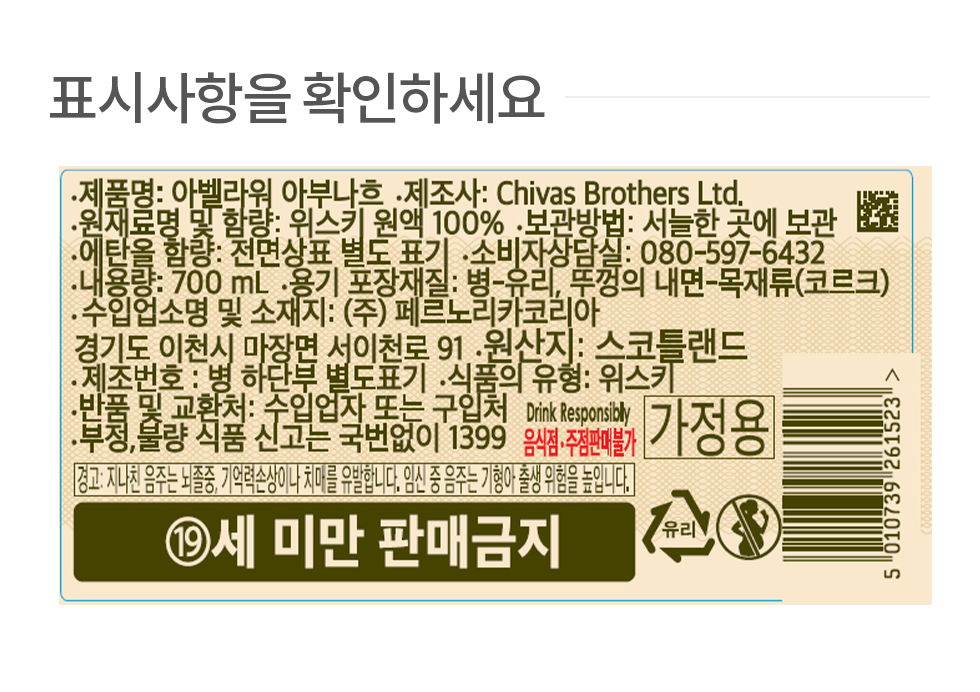 표시사항을 확인하세요
·제품명: 아벨라워 아부나흐 ·제조사: Chivas Brothers Ltd.
·원재료명 및 함량: 위스키 원액 100% ·보관방법: 서늘한 곳에 보관
·에탄올 함량: 전면상표 별도 표기 ·소비자상담실: 080-597-6432
·내용량: 700 mL ·용기 포장재질: 병-유리, 뚜껑의 내면-목재류(코르크)
·수입업소명 및 소재지: (주) 페르노리카코리아
경기도 이천시 마장면 서이천로 91 ·원산지: 스코틀랜드
·제조번호 : 병 하단부 별도표기 ·식품의 유형: 위스키
·반품 및 교환처: 수입업자 또는 구입처
·부정,불량 식품 신고는 국번없이 1399
Drink Responsibly
음식점·주점판매불가
가정용
경고: 지나친 음주는 뇌졸중, 기억력손상이나 치매를 유발합니다. 임신 중 음주는 기형아 출생 위험을 높입니다.
⑲세 미만 판매금지
유리
5 010739 261523 >